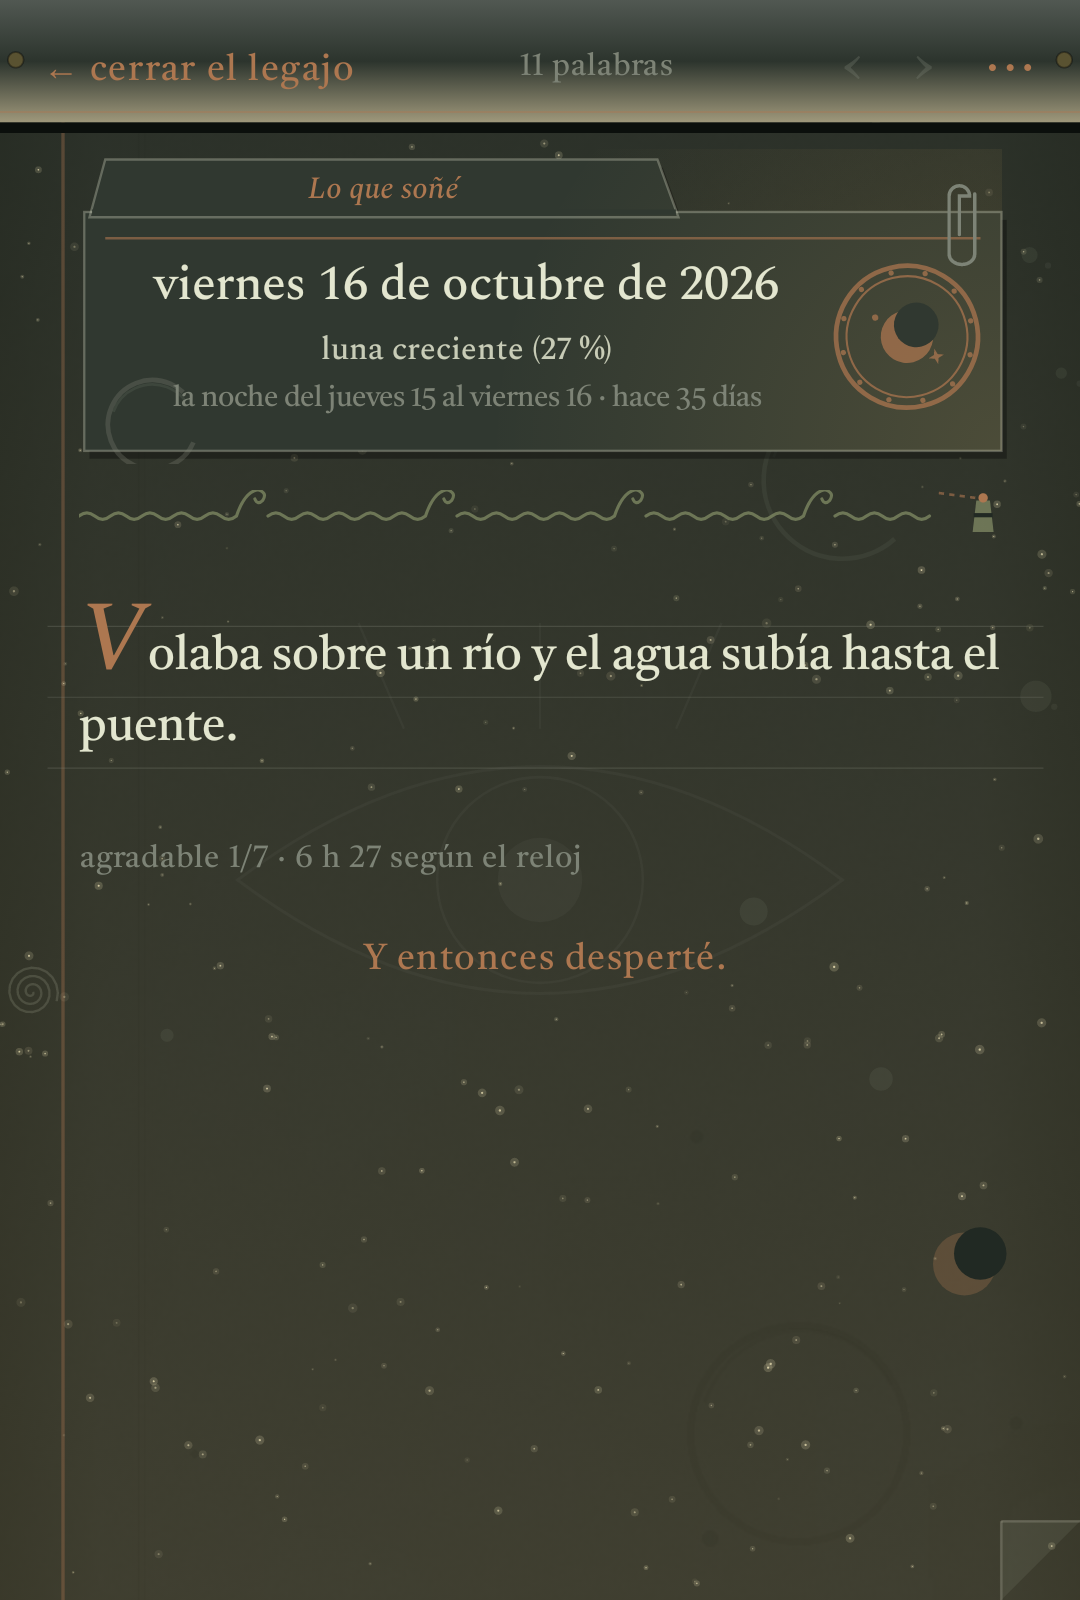 ← cerrar el legajo
11 palabras
‹ › ···
Lo que soñé
viernes 16 de octubre de 2026
luna creciente (27 %)
la noche del jueves 15 al viernes 16 · hace 35 días
Volaba sobre un río y el agua subía hasta el
puente.
agradable 1/7 · 6 h 27 según el reloj
Y entonces desperté.